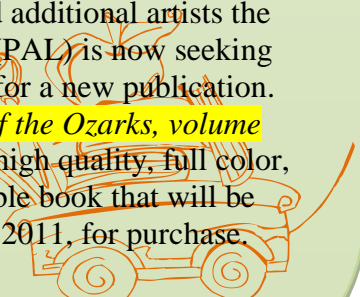 additional artists the
PAL) is now seeking
for a new publication.
f the Ozarks, volume
high quality, full color,
ble book that will be
2011, for purchase.